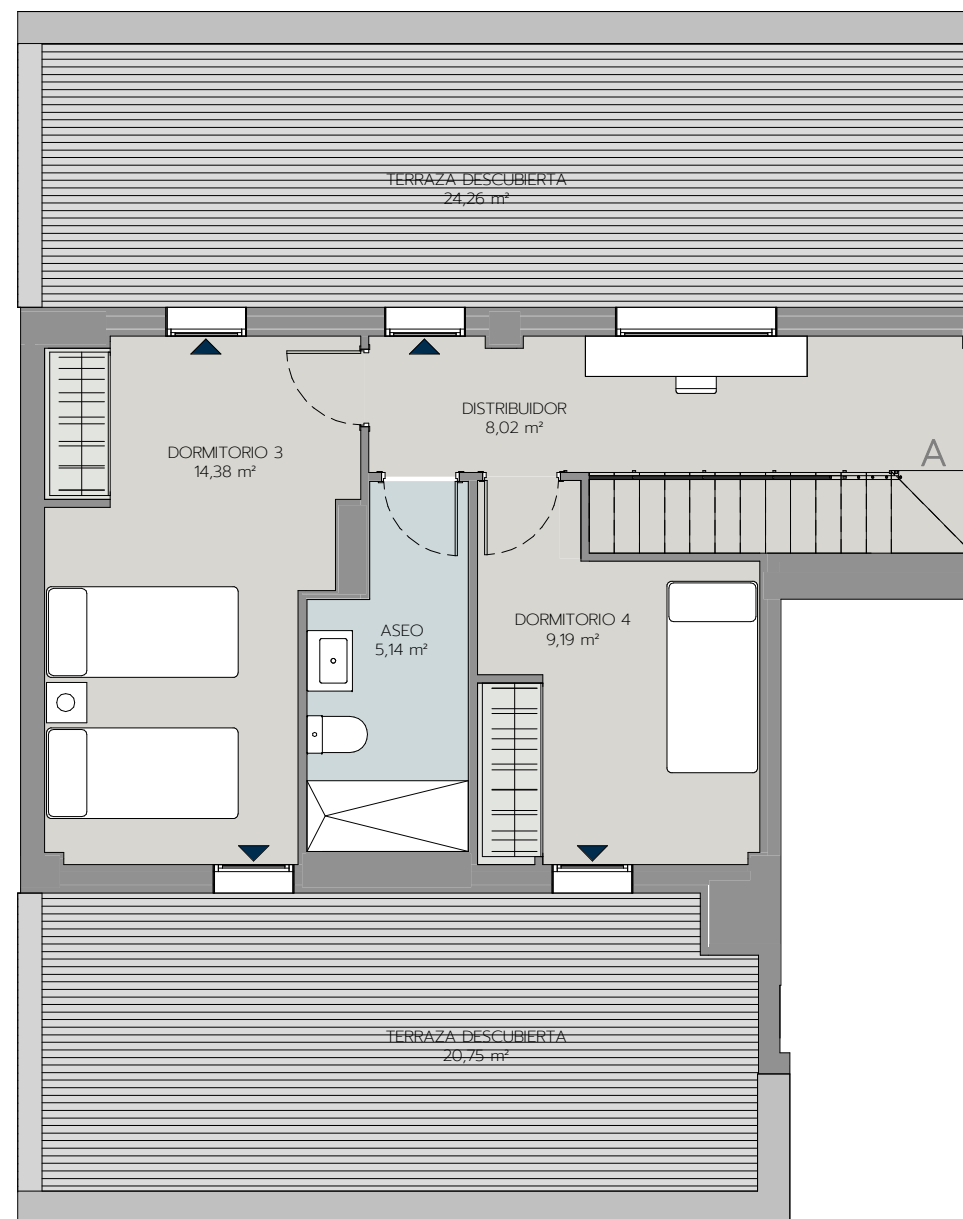 TERRAZA DESCUBIERTA
24,26 m²
DISTRIBUIDOR
8,02 m²
DORMITORIO 3
14,38 m²
A
DORMITORIO 4
9,19 m²
ASEO
5,14 m²
TERRAZA DESCUBIERTA
20,75 m²